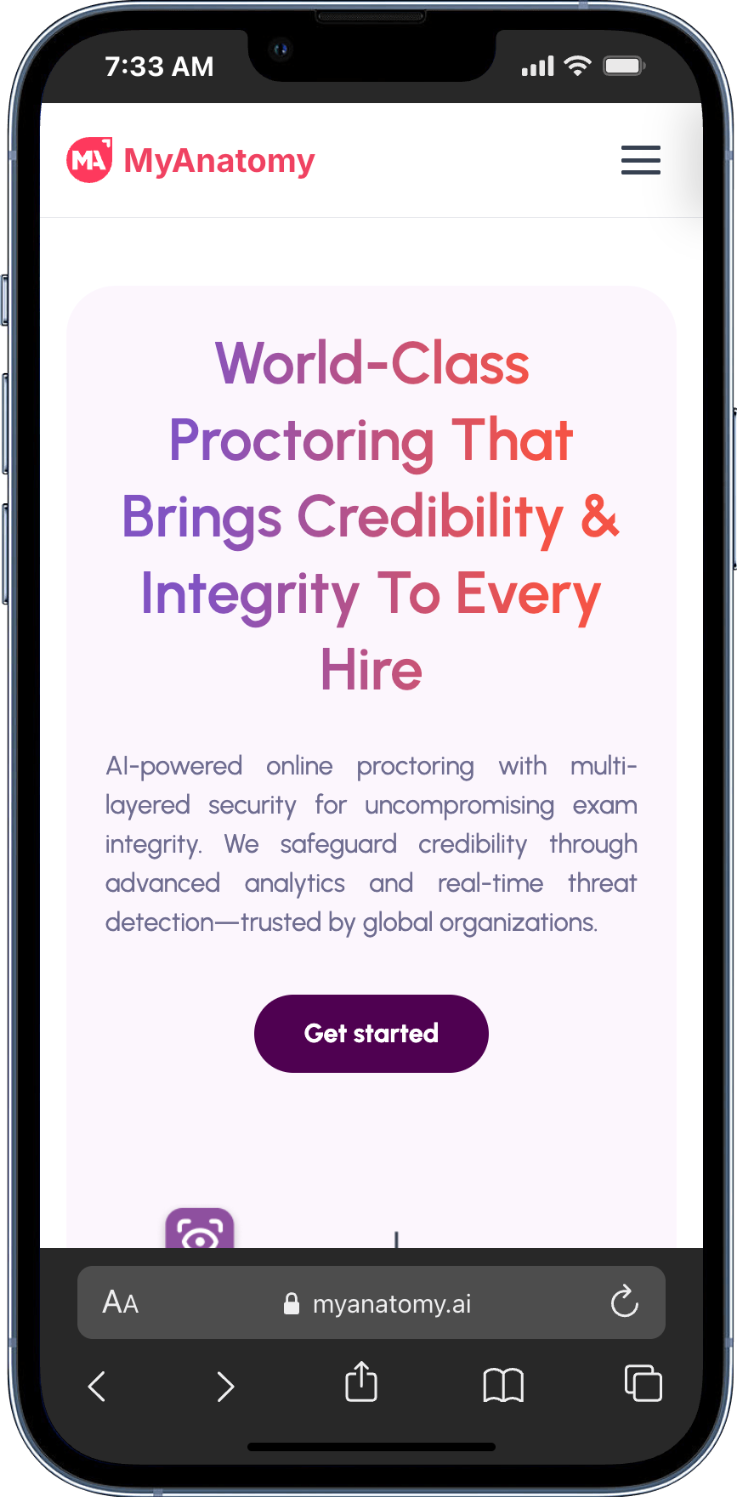 7:33 AM
MA MyAnatomy
World-Class
Proctoring That
Brings Credibility &
Integrity To Every
Hire
AI-powered online proctoring with multi-
layered security for uncompromising exam
integrity. We safeguard credibility through
advanced analytics and real-time threat
detection—trusted by global organizations.
Get started
AA myanatomy.ai